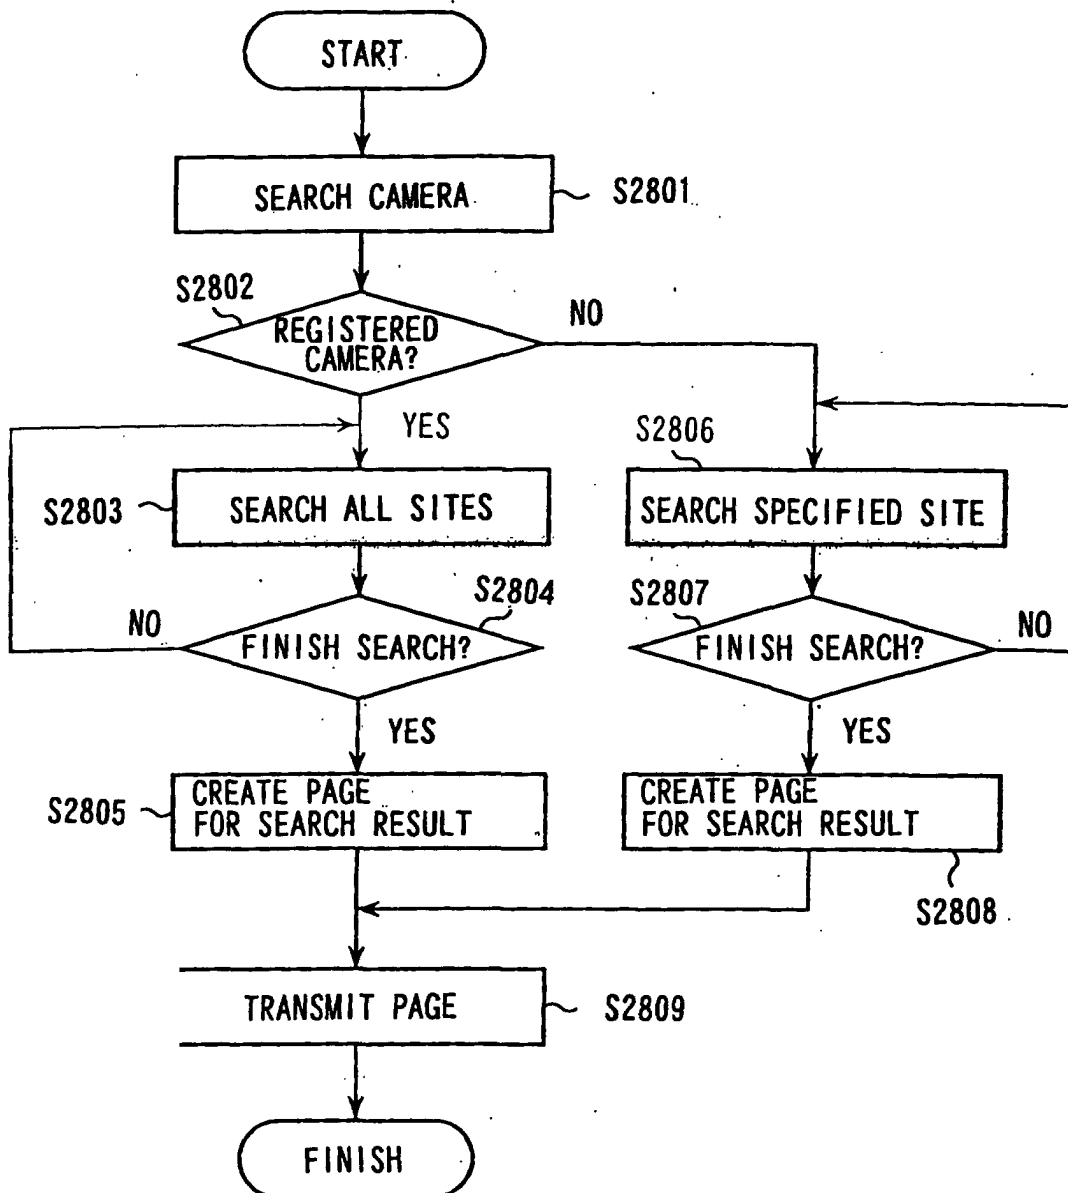 START
SEARCH CAMERA
S2801
S2802
REGISTERED
CAMERA?
NO
YES
S2803
SEARCH ALL SITES
S2806
SEARCH SPECIFIED SITE
S2804
NO
FINISH SEARCH?
S2807
FINISH SEARCH?
NO
YES
YES
S2805
CREATE PAGE
FOR SEARCH RESULT
CREATE PAGE
FOR SEARCH RESULT
S2808
TRANSMIT PAGE
S2809
FINISH